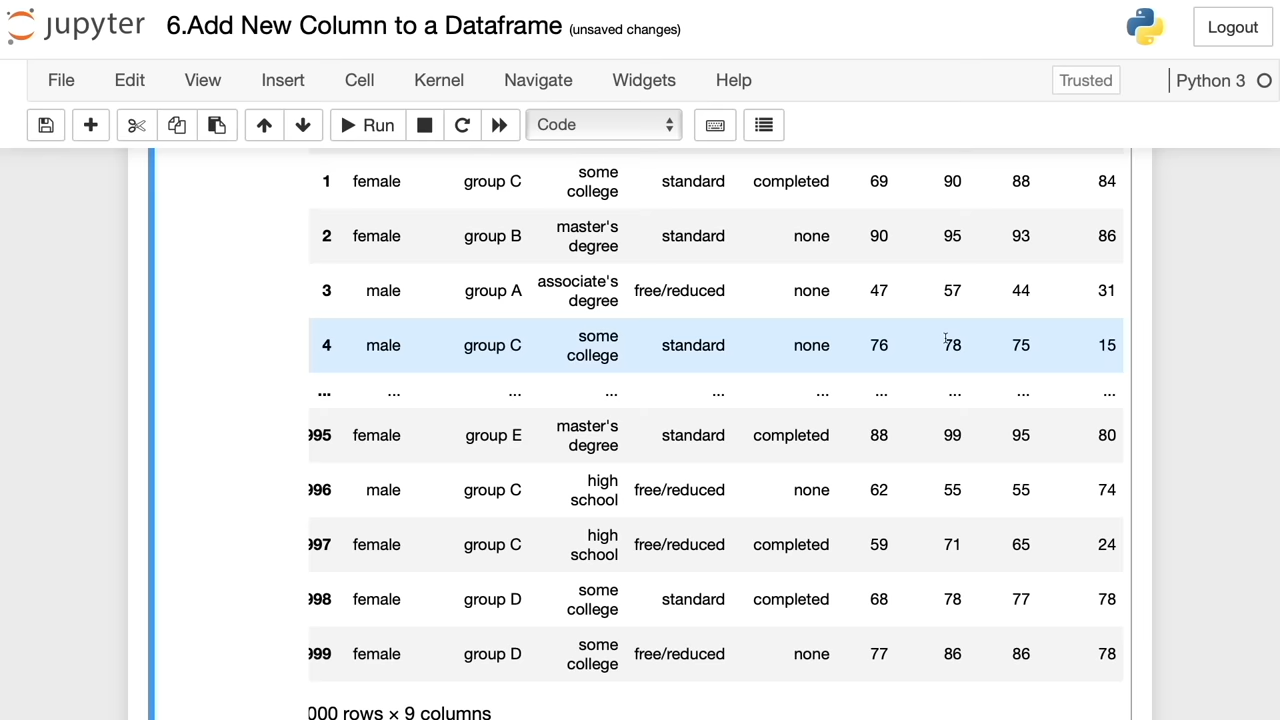 jupyter 6.Add New Column to a Dataframe (unsaved changes) Logout
File Edit View Insert Cell Kernel Navigate Widgets Help Trusted Python 3
Run Code
1 female group C some college standard completed 69 90 88 84
2 female group B master's degree standard none 90 95 93 86
3 male group A associate's degree free/reduced none 47 57 44 31
4 male group C some college standard none 76 78 75 15
... ... ... ... ... ... ... ... ... ...
995 female group E master's degree standard completed 88 99 95 80
996 male group C high school free/reduced none 62 55 55 74
997 female group C high school free/reduced completed 59 71 65 24
998 female group D some college standard completed 68 78 77 78
999 female group D some college free/reduced none 77 86 86 78
000 rows × 9 columns